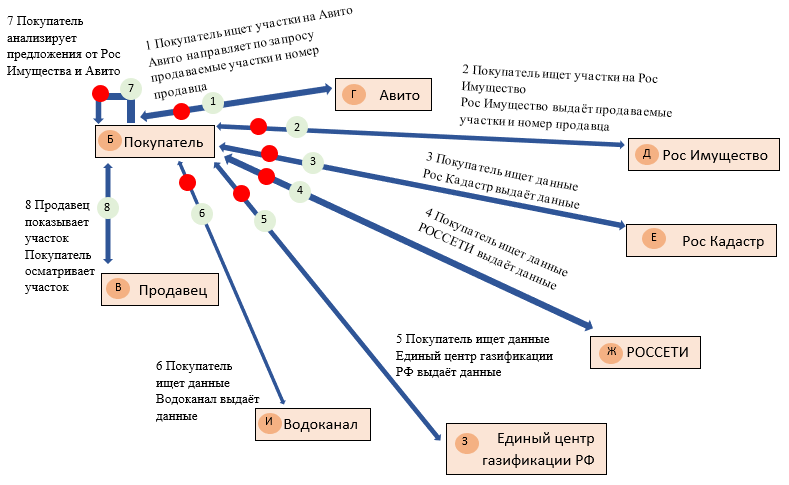 7 Покупатель
анализирует
предложения от Рос
Имущества и Авито
1 Покупатель ищет участки на Авито
Авито направляет по запросу
продаваемые участки и номер
продавца
7
1
Г Авито
2 Покупатель ищет участки на Рос
Имущество
Рос Имущество выдаёт продаваемые
участки и номер продавца
2
Б Покупатель
Д Рос Имущество
3
3 Покупатель ищет данные
Рос Кадастр выдаёт данные
4
Е Рос Кадастр
4 Покупатель ищет данные
РОССЕТИ выдаёт данные
8
6
5
8 Продавец
показывает
участок
Покупатель
осматривает
участок
В Продавец
Ж РОССЕТИ
5 Покупатель ищет данные
Единый центр газификации
РФ выдаёт данные
6 Покупатель
ищет данные
Водоканал выдаёт
данные
И Водоканал
З Единый центр
газификации РФ